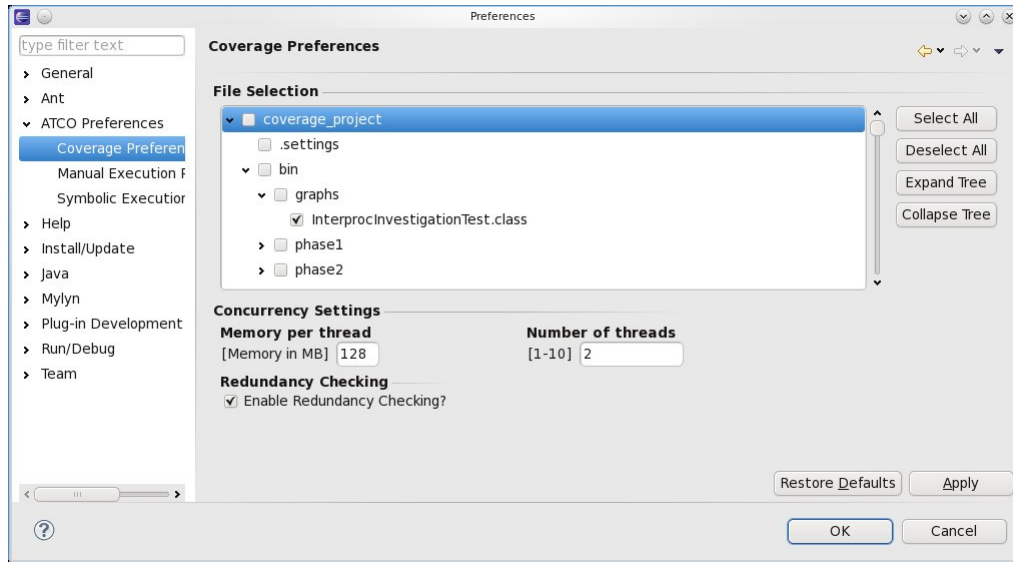 Preferences
type filter text
General
Ant
ATCO Preferences
Coverage Preferen
Manual Execution P
Symbolic Execution
Help
Install/Update
Java
Mylyn
Plug-in Development
Run/Debug
Team
Coverage Preferences
File Selection
coverage_project
.settings
bin
graphs
InterprocInvestigationTest.class
phase1
phase2
Select All
Deselect All
Expand Tree
Collapse Tree
Concurrency Settings
Memory per thread
[Memory in MB] 128
Number of threads
[1-10] 2
Redundancy Checking
Enable Redundancy Checking?
Restore Defaults
Apply
OK
Cancel